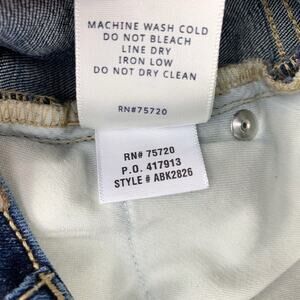 MACHINE WASH COLD
DO NOT BLEACH
LINE DRY
IRON LOW
DO NOT DRY CLEAN
RN#75720
RN# 75720
P.O. 417913
STYLE # ABK2826